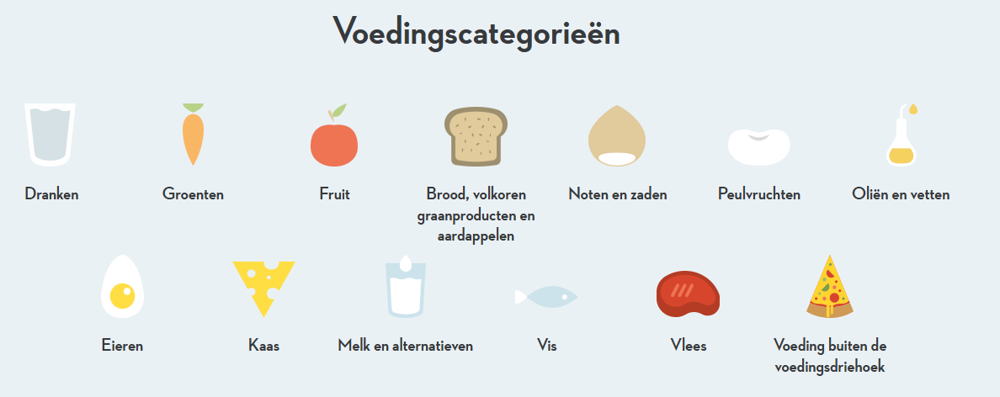 Voedingscategorieën
Dranken
Groenten
Fruit
Brood, volkoren
graanproducten en
aardappelen
Noten en zaden
Peulvruchten
Oliën en vetten
Eieren
Kaas
Melk en alternatieven
Vis
Vlees
Voeding buiten de
voedingsdriehoek